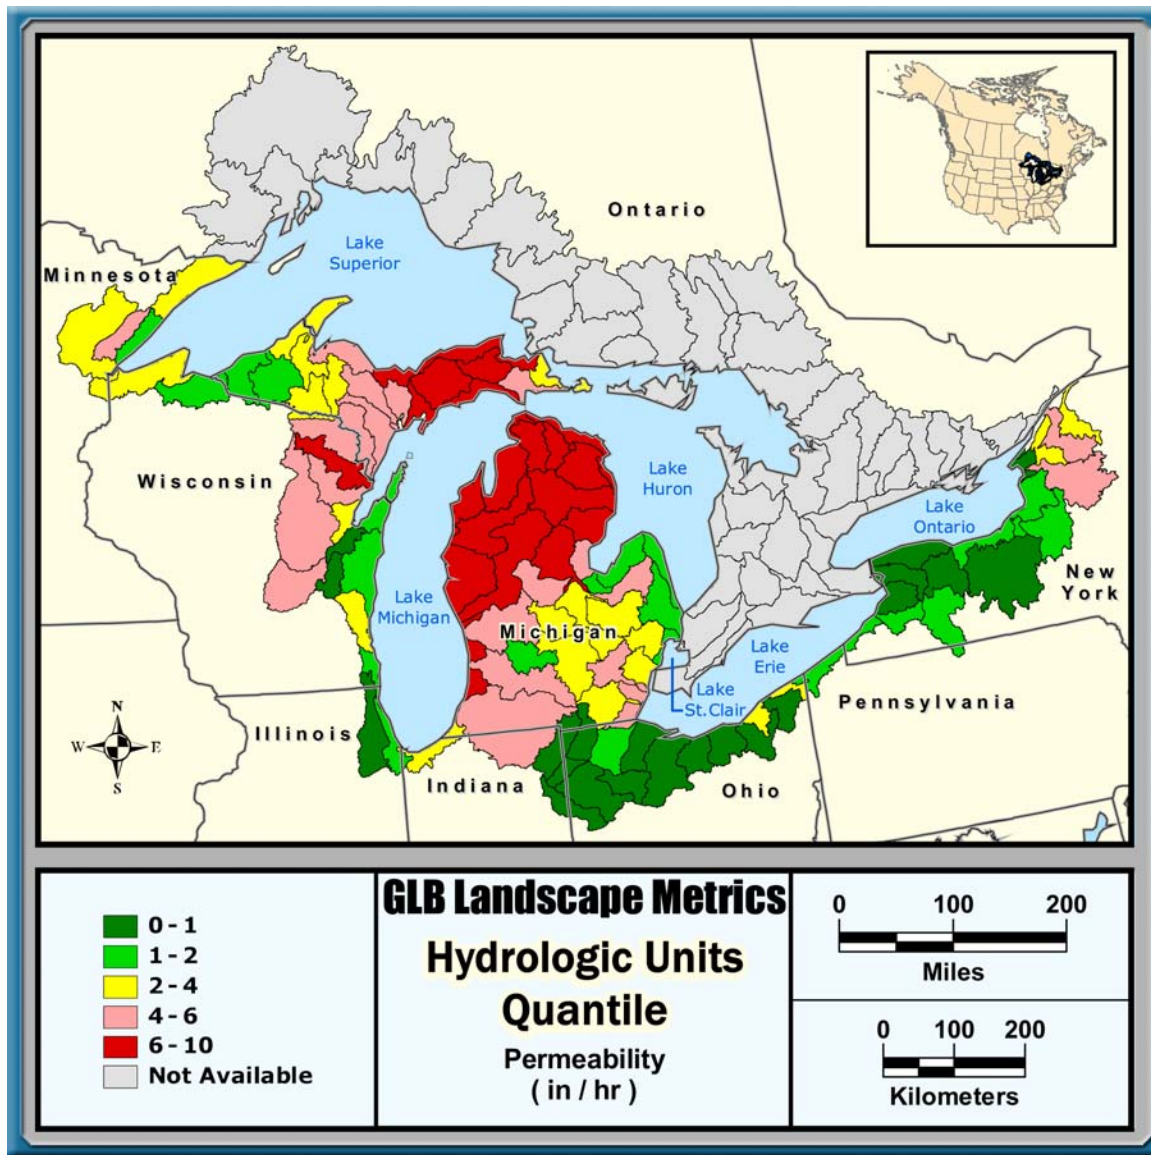 Ontario
Lake
Superior
Minnesota
Lake
Huron
Wisconsin
Lake
Ontario
New
York
Lake
Michigan
Michigan
Lake
Erie
Lake
St.Clair
Pennsylvania
N
W
E
S
Illinois
Indiana
Ohio
0 - 1
1 - 2
2 - 4
4 - 6
6 - 10
Not Available
GLB Landscape Metrics
Hydrologic Units
Quantile
Permeability
( in / hr )
0 100 200
Miles
0 100 200
Kilometers